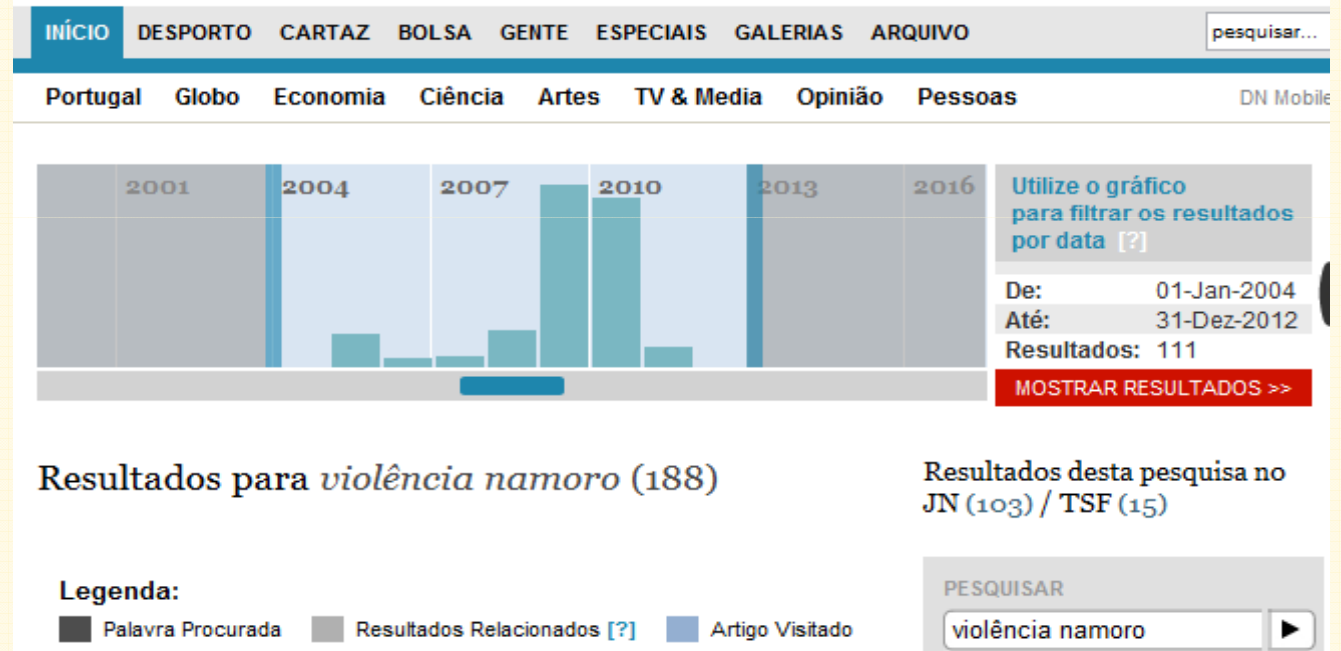 INÍCIO DESPORTO CARTAZ BOLSA GENTE ESPECIAIS GALERIAS ARQUIVO pesquisar...
Portugal Globo Economia Ciência Artes TV & Media Opinião Pessoas DN Mobile
2001 2004 2007 2010 2013 2016
Utilize o gráfico
para filtrar os resultados
por data [?]
De: 01-Jan-2004
Até: 31-Dez-2012
Resultados: 111
MOSTRAR RESULTADOS >>
Resultados para violência namoro (188)
Resultados desta pesquisa no
JN (103) / TSF (15)
Legenda:
Palavra Procurada Resultados Relacionados [?] Artigo Visitado
PESQUISAR
violência namoro